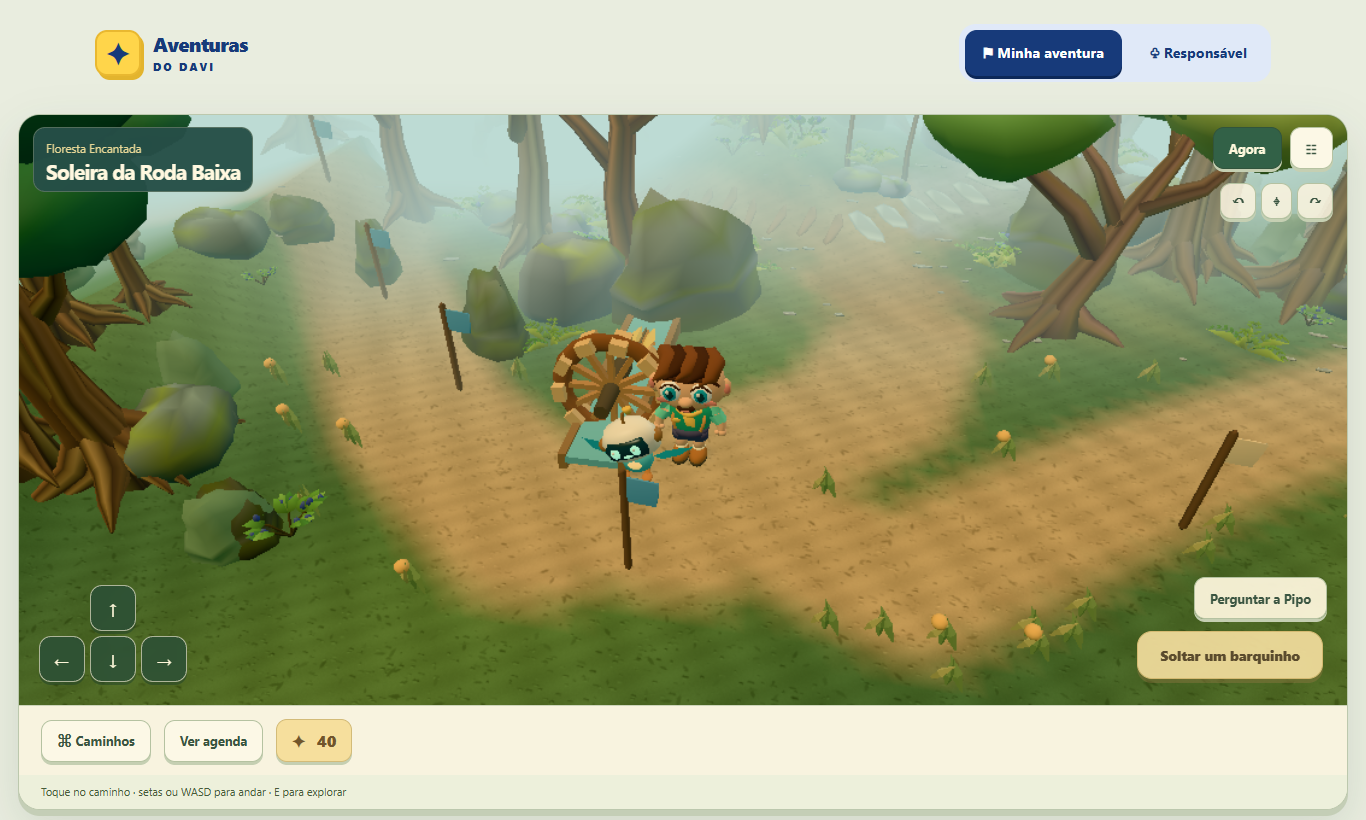 Aventuras
DO DAVI
Minha aventura
Responsável
Floresta Encantada
Soleira da Roda Baixa
Agora
Perguntar a Pipo
Soltar um barquinho
Caminhos
Ver agenda
40
Toque no caminho · setas ou WASD para andar · E para explorar